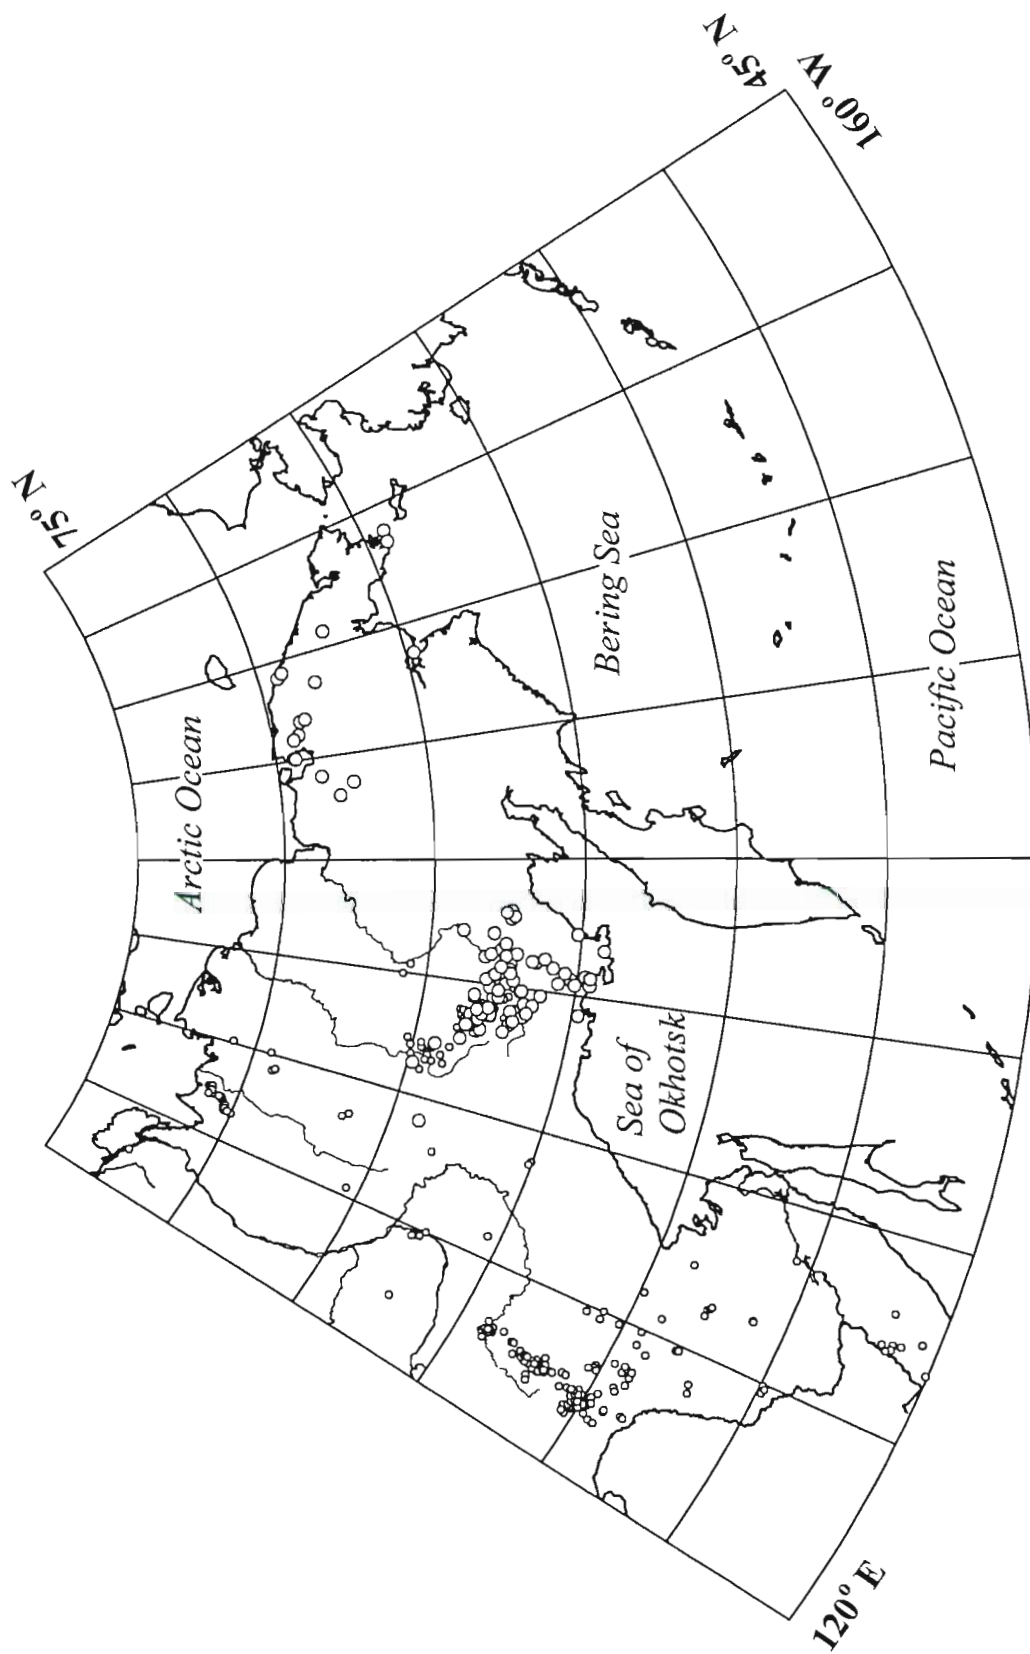 75° N
45° N
160° W
Arctic Ocean
Bering Sea
Pacific Ocean
Sea of
Okhotsk
120° E